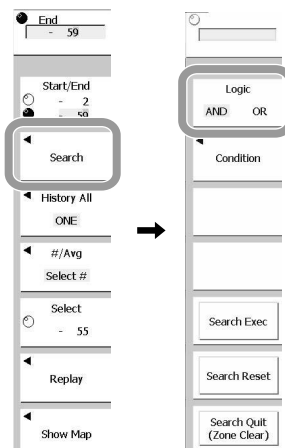 End
- 59
Start/End
- 2
- 59
Search
History All
ONE
#/Avg
Select #
Select
- 55
Replay
Show Map
Logic
AND OR
Condition
Search Exec
Search Reset
Search Quit
(Zone Clear)